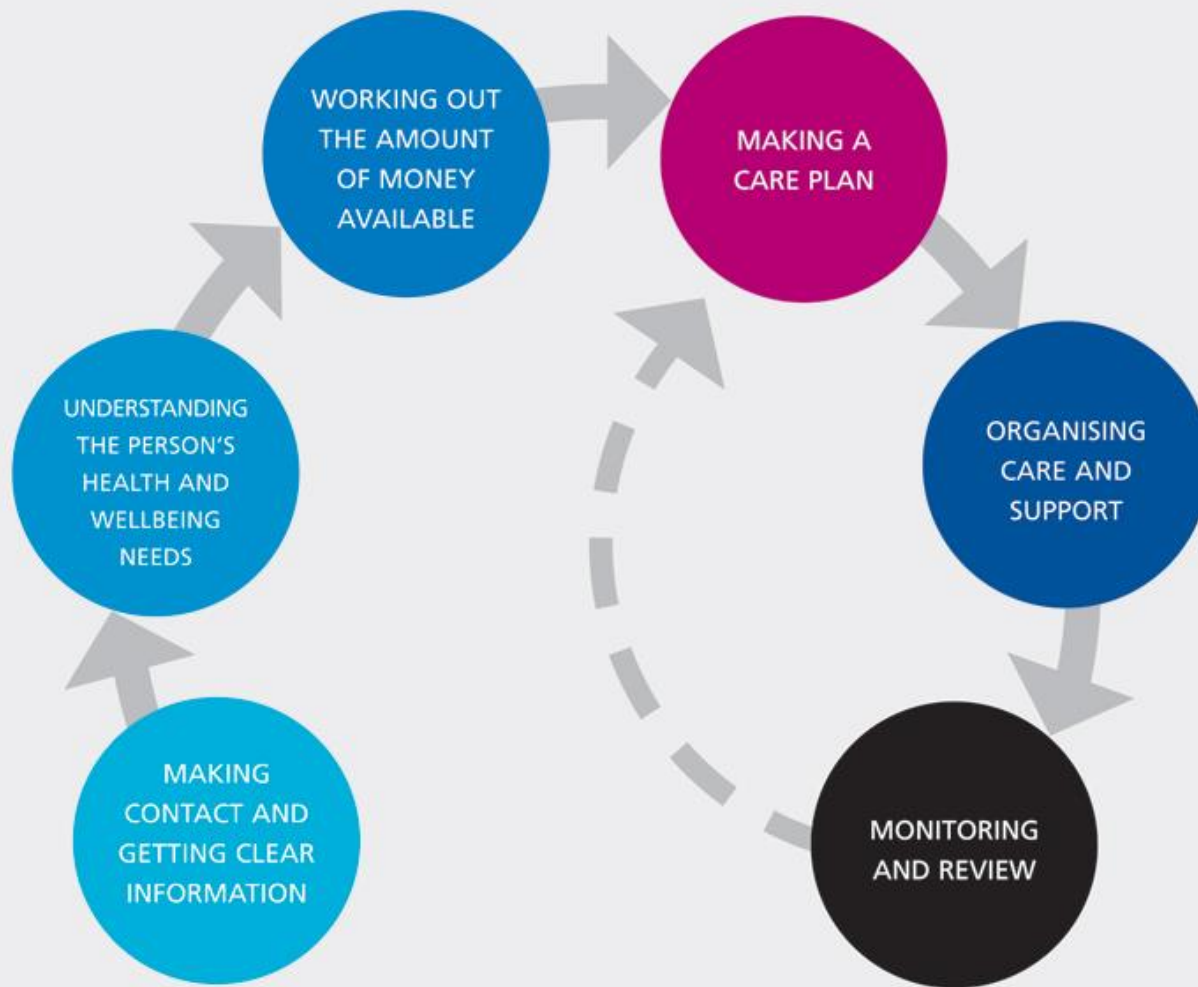 MAKING
CONTACT AND
GETTING CLEAR
INFORMATION
UNDERSTANDING
THE PERSON'S
HEALTH AND
WELLBEING
NEEDS
WORKING OUT
THE AMOUNT
OF MONEY
AVAILABLE
MAKING A
CARE PLAN
ORGANISING
CARE AND
SUPPORT
MONITORING
AND REVIEW